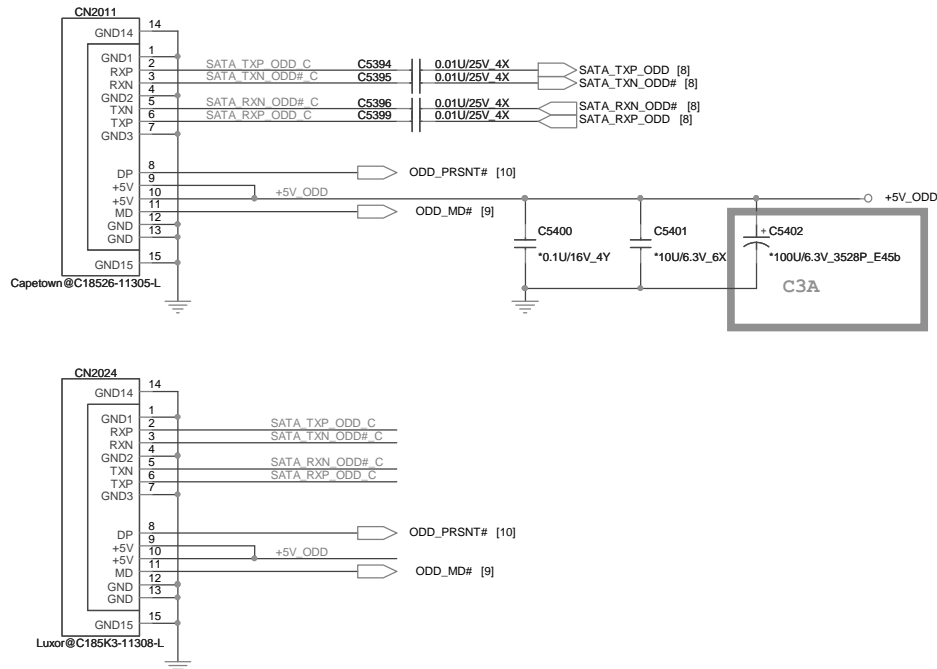 CN2011
GND14 14
GND1 1
RXP 2 SATA_TXP_ODD_C C5394 0.01U/25V_4X SATA_TXP_ODD [8]
RXN 3 SATA_TXN_ODD#_C C5395 0.01U/25V_4X SATA_TXN_ODD# [8]
GND2 4
TXN 5 SATA_RXN_ODD#_C C5396 0.01U/25V_4X SATA_RXN_ODD# [8]
TXP 6 SATA_RXP_ODD_C C5399 0.01U/25V_4X SATA_RXP_ODD [8]
GND3 7
DP 8 ODD_PRSNT# [10]
+5V 9
+5V 10 +5V_ODD +5V_ODD
MD 11 ODD_MD# [9]
GND 12
GND 13
C5400 C5401 + C5402
*0.1U/16V_4Y *10U/6.3V_6X *100U/6.3V_3528P_E45b
GND15 15
C3A
Capetown@C18526-11305-L
CN2024
GND14 14
GND1 1
RXP 2 SATA_TXP_ODD_C
RXN 3 SATA_TXN_ODD#_C
GND2 4
TXN 5 SATA_RXN_ODD#_C
TXP 6 SATA_RXP_ODD_C
GND3 7
DP 8 ODD_PRSNT# [10]
+5V 9
+5V 10 +5V_ODD
MD 11 ODD_MD# [9]
GND 12
GND 13
GND15 15
Luxor@C185K3-11308-L